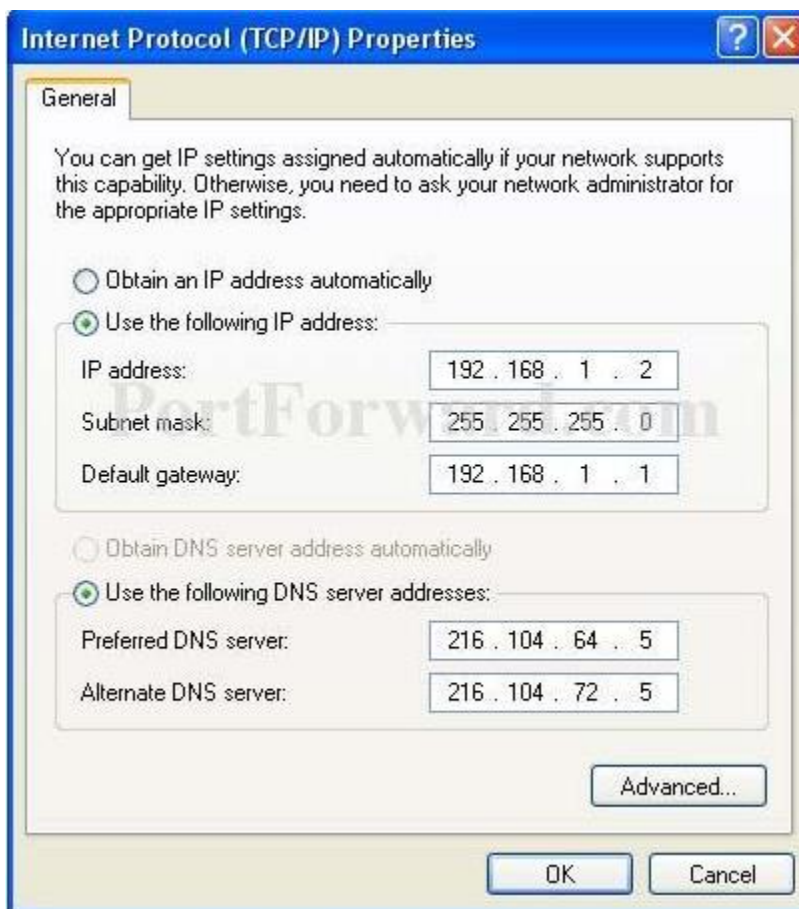 Internet Protocol (TCP/IP) Properties
General
You can get IP settings assigned automatically if your network supports
this capability. Otherwise, you need to ask your network administrator for
the appropriate IP settings.
Obtain an IP address automatically
Use the following IP address:
IP address: 192 . 168 . 1 . 2
Subnet mask: 255 . 255 . 255 . 0
Default gateway: 192 . 168 . 1 . 1
PortForward.com
Obtain DNS server address automatically
Use the following DNS server addresses:
Preferred DNS server: 216 . 104 . 64 . 5
Alternate DNS server: 216 . 104 . 72 . 5
Advanced...
OK Cancel